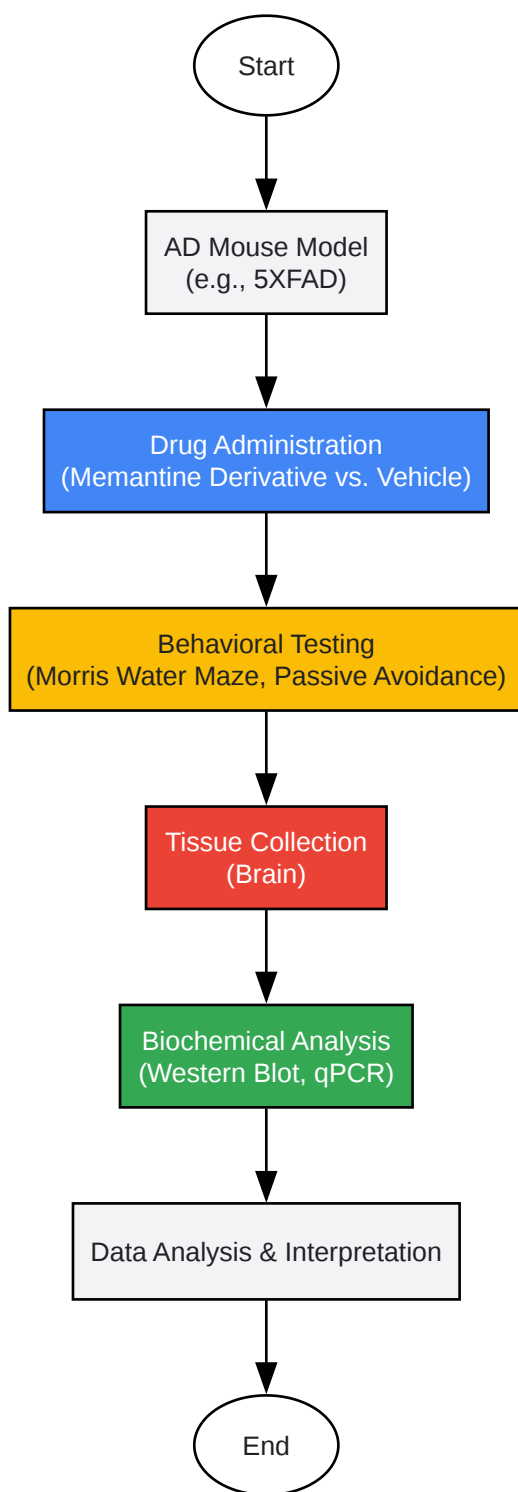 Start
AD Mouse Model
(e.g., 5XFAD)
Drug Administration
(Memantine Derivative vs. Vehicle)
Behavioral Testing
(Morris Water Maze, Passive Avoidance)
Tissue Collection
(Brain)
Biochemical Analysis
(Western Blot, qPCR)
Data Analysis & Interpretation
End